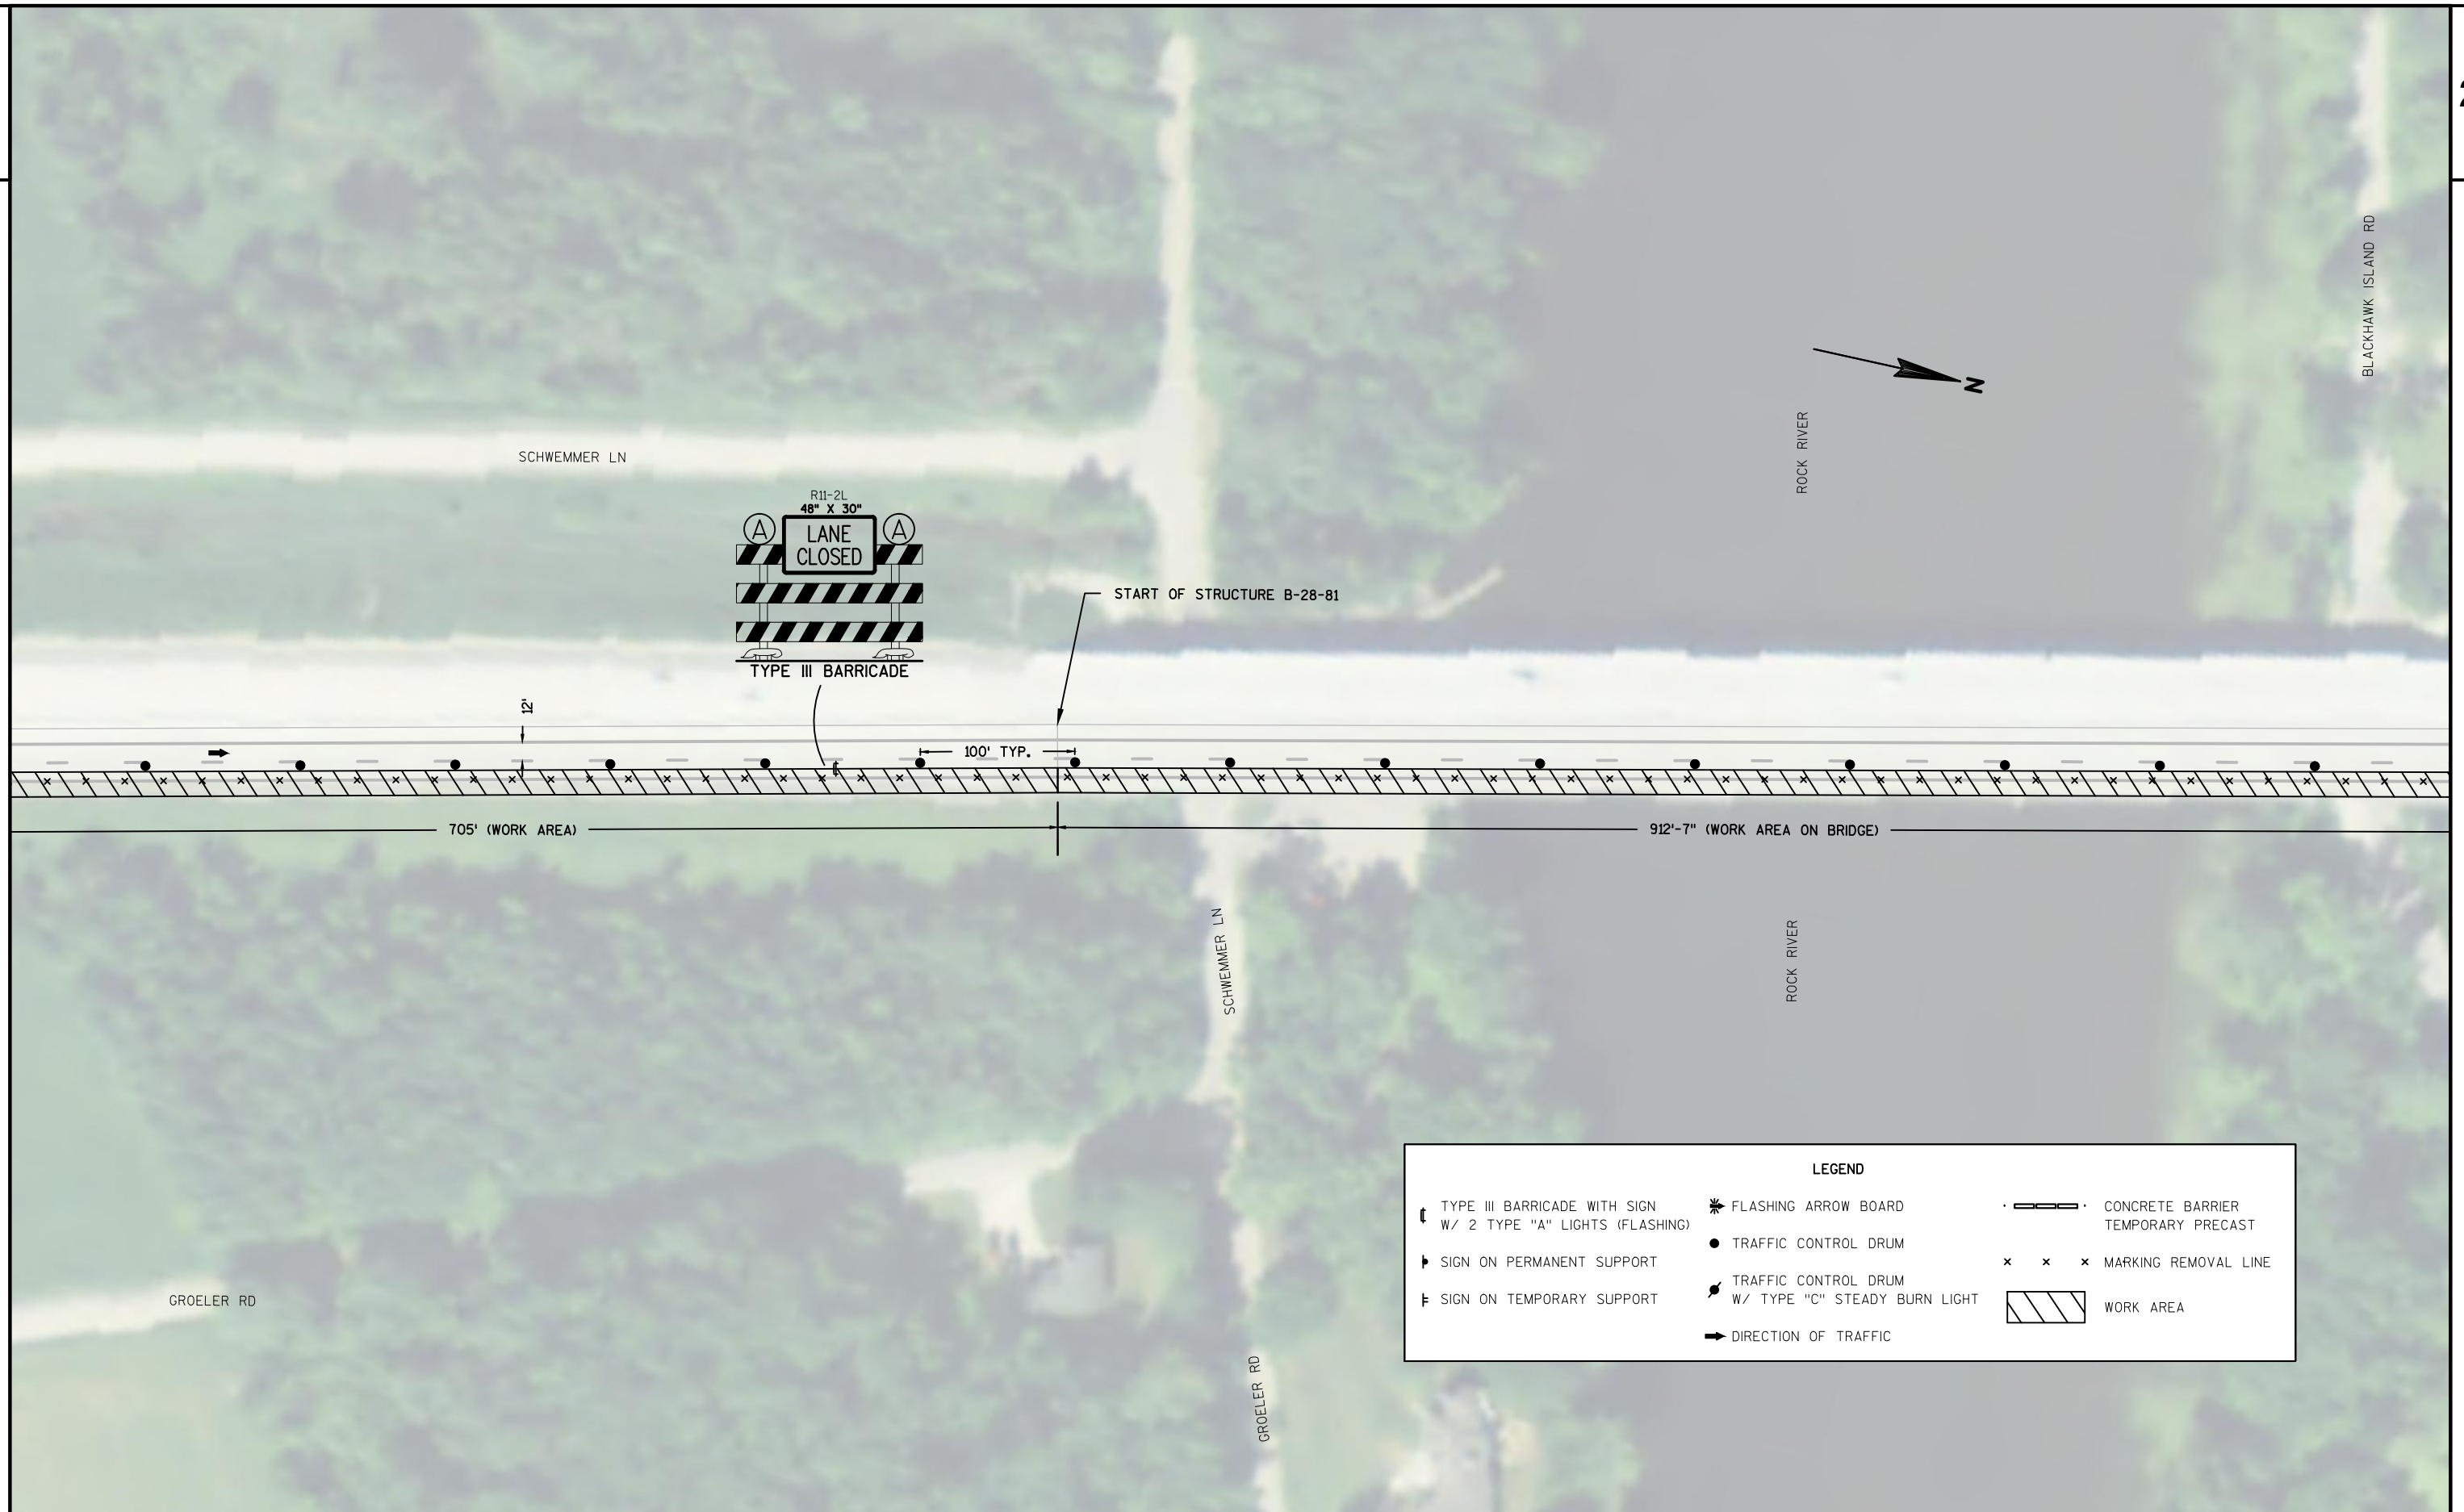 BLACKHAWK ISLAND RD
N
ROCK RIVER
SCHWEMMER LN
R11-2L
48" X 30"
A
LANE
CLOSED
A
TYPE III BARRICADE
START OF STRUCTURE B-28-81
12'
100' TYP.
705' (WORK AREA)
912'-7" (WORK AREA ON BRIDGE)
SCHWEMMER LN
ROCK RIVER
GROELER RD
GROELER RD
LEGEND
TYPE III BARRICADE WITH SIGN
W/ 2 TYPE "A" LIGHTS (FLASHING)
SIGN ON PERMANENT SUPPORT
SIGN ON TEMPORARY SUPPORT
FLASHING ARROW BOARD
TRAFFIC CONTROL DRUM
TRAFFIC CONTROL DRUM
W/ TYPE "C" STEADY BURN LIGHT
DIRECTION OF TRAFFIC
CONCRETE BARRIER
TEMPORARY PRECAST
MARKING REMOVAL LINE
WORK AREA